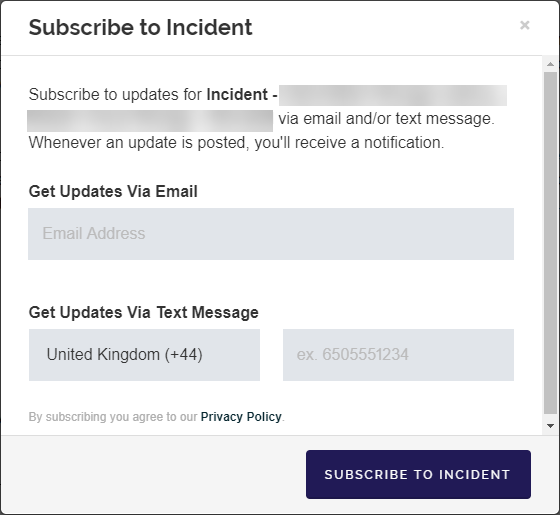 Subscribe to Incident
×
Subscribe to updates for Incident -
via email and/or text message.
Whenever an update is posted, you'll receive a notification.
Get Updates Via Email
Email Address
Get Updates Via Text Message
United Kingdom (+44)
ex. 6505551234
By subscribing you agree to our Privacy Policy.
SUBSCRIBE TO INCIDENT